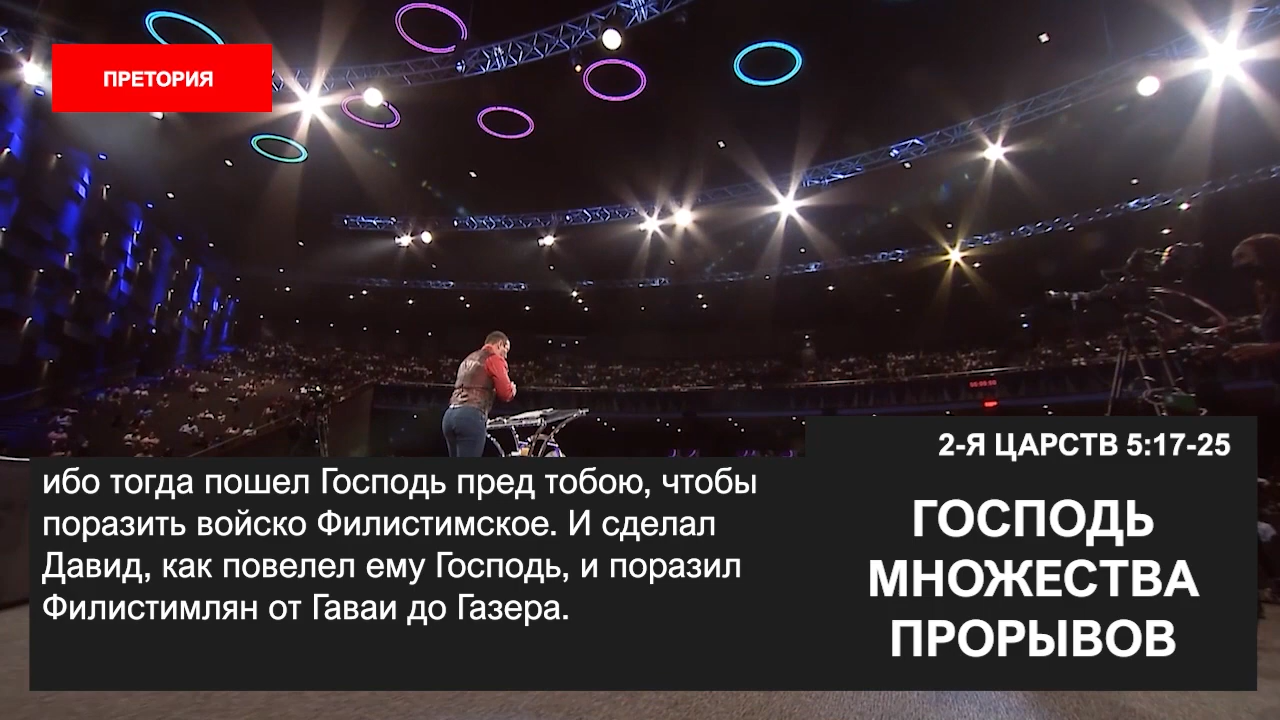 ПРЕТОРИЯ
2-Я ЦАРСТВ 5:17-25
ибо тогда пошел Господь пред тобою, чтобы
поразить войско Филистимское. И сделал
Давид, как повелел ему Господь, и поразил
Филистимлян от Гаваи до Газера.
ГОСПОДЬ
МНОЖЕСТВА
ПРОРЫВОВ